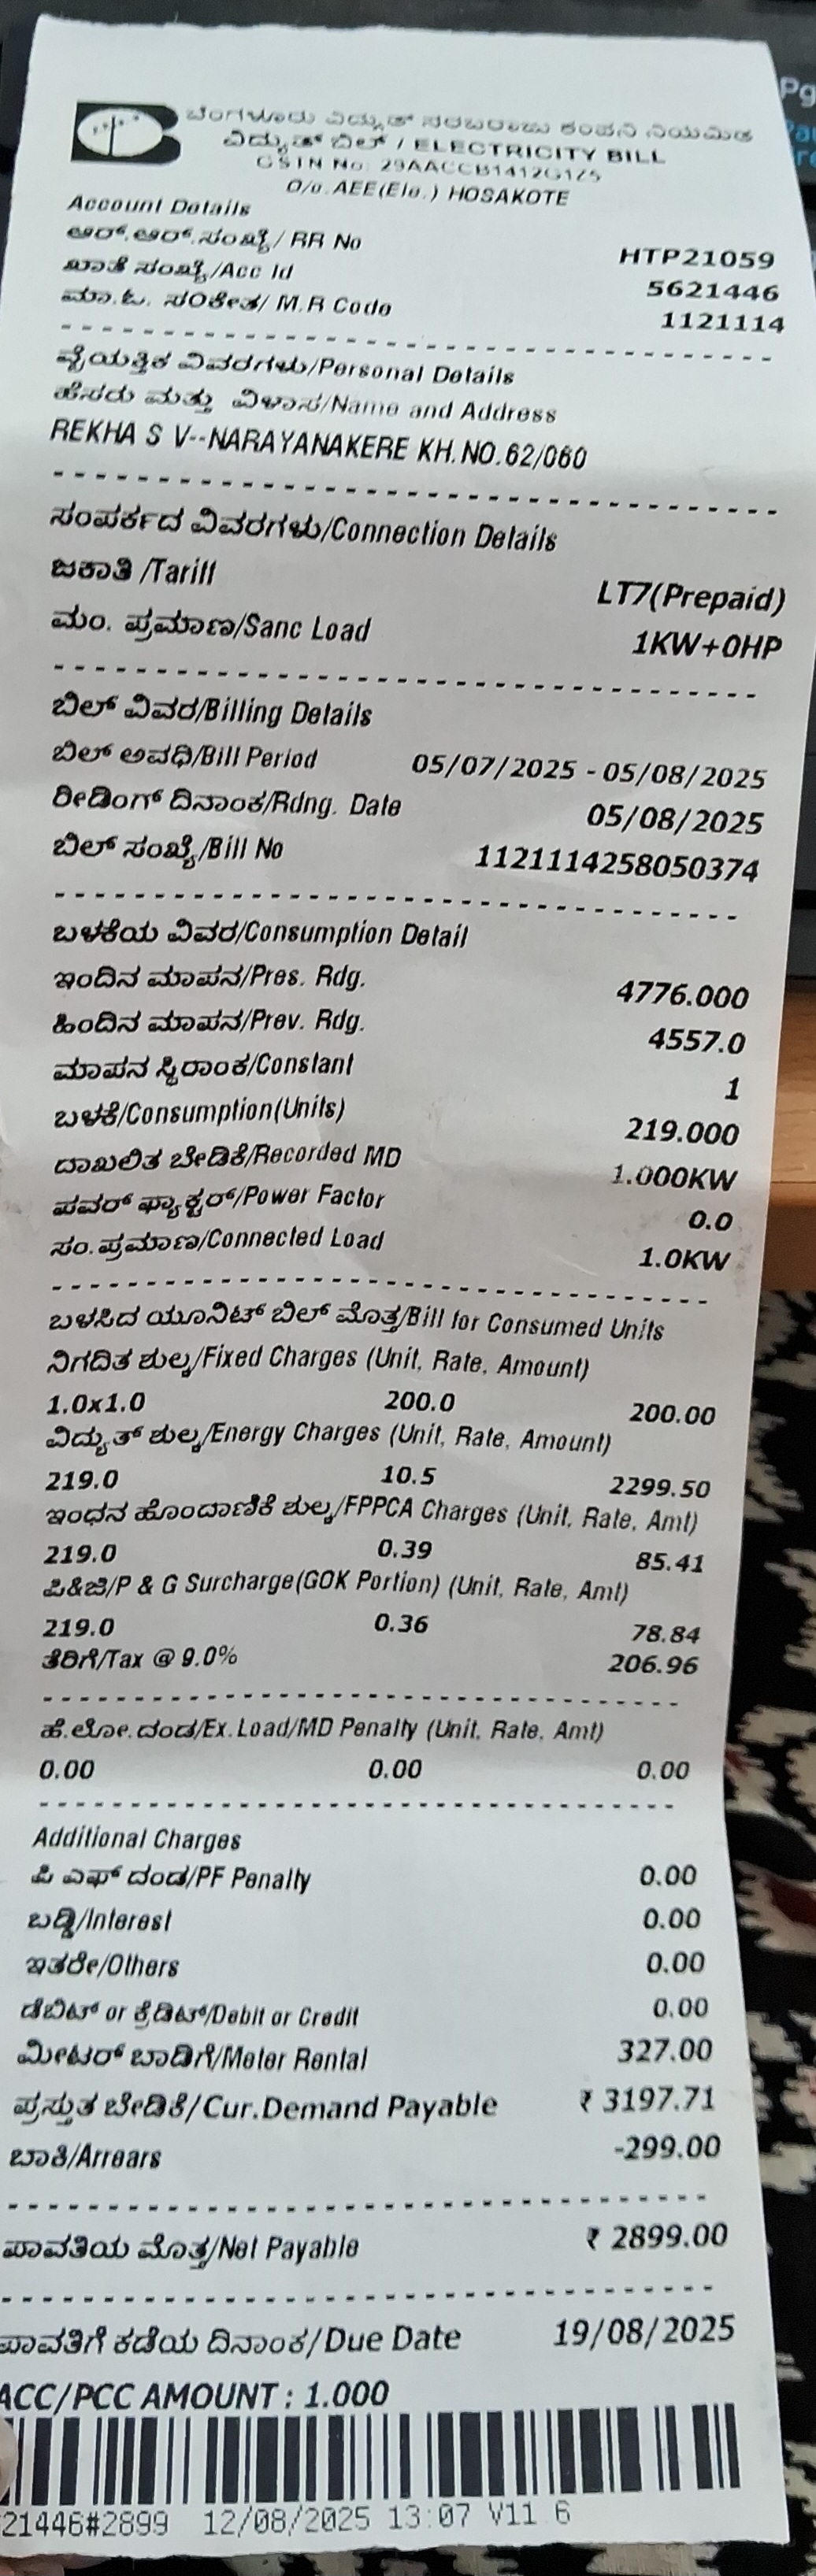 ಬೆಂಗಳೂರು ವಿದ್ಯುತ್ ಸರಬರಾಜು ಕಂಪನಿ ನಿಯಮಿತ
ವಿದ್ಯುತ್ ಬಿಲ್ / ELECTRICITY BILL
GSTN No: 29AACCB1412G1Z5
O/o. AEE(Ele.) HOSAKOTE
Account Details
ಆರ್.ಆರ್.ಸಂಖ್ಯೆ/ RR No HTP21059
ಖಾತೆ ಸಂಖ್ಯೆ/Acc Id 5621446
ಮಾ.ಓ. ಸಂಕೇತ/ M.R Code 1121114
ವೈಯಕ್ತಿಕ ವಿವರಗಳು/Personal Details
ಹೆಸರು ಮತ್ತು ವಿಳಾಸ/Name and Address
REKHA S V--NARAYANAKERE KH.NO.62/060
ಸಂಪರ್ಕದ ವಿವರಗಳು/Connection Details
ಜಕಾತಿ /Tariff LT7(Prepaid)
ಮಂ. ಪ್ರಮಾಣ/Sanc Load 1KW+0HP
ಬಿಲ್ ವಿವರ/Billing Details
ಬಿಲ್ ಅವಧಿ/Bill Period 05/07/2025 - 05/08/2025
ರೀಡಿಂಗ್ ದಿನಾಂಕ/Rdng. Date 05/08/2025
ಬಿಲ್ ಸಂಖ್ಯೆ/Bill No 1121114258050374
ಬಳಕೆಯ ವಿವರ/Consumption Detail
ಇಂದಿನ ಮಾಪನ/Pres. Rdg. 4776.000
ಹಿಂದಿನ ಮಾಪನ/Prev. Rdg. 4557.0
ಮಾಪನ ಸ್ಥಿರಾಂಕ/Constant 1
ಬಳಕೆ/Consumption(Units) 219.000
ದಾಖಲಿತ ಬೇಡಿಕೆ/Recorded MD 1.000KW
ಪವರ್ ಫ್ಯಾಕ್ಟರ್/Power Factor 0.0
ಸಂ.ಪ್ರಮಾಣ/Connected Load 1.0KW
ಬಳಸಿದ ಯೂನಿಟ್ ಬಿಲ್ ಮೊತ್ತ/Bill for Consumed Units
ನಿಗದಿತ ಶುಲ್ಕ/Fixed Charges (Unit, Rate, Amount)
1.0x1.0 200.0 200.00
ವಿದ್ಯುತ್ ಶುಲ್ಕ/Energy Charges (Unit, Rate, Amount)
219.0 10.5 2299.50
ಇಂಧನ ಹೊಂದಾಣಿಕೆ ಶುಲ್ಕ/FPPCA Charges (Unit, Rate, Amt)
219.0 0.39 85.41
ಪಿ&ಜಿ/P & G Surcharge(GOK Portion) (Unit, Rate, Amt)
219.0 0.36 78.84
ತೆರಿಗೆ/Tax @ 9.0% 206.96
ಹೆ.ಲೋ.ದಂಡ/Ex.Load/MD Penalty (Unit, Rate, Amt)
0.00 0.00 0.00
Additional Charges
ಪಿ ಎಫ್ ದಂಡ/PF Penalty 0.00
ಬಡ್ಡಿ/Interest 0.00
ಇತರೇ/Others 0.00
ಡೆಬಿಟ್ or ಕ್ರೆಡಿಟ್/Debit or Credit 0.00
ಮೀಟರ್ ಬಾಡಿಗೆ/Meter Rental 327.00
ಪ್ರಸ್ತುತ ಬೇಡಿಕೆ/Cur.Demand Payable ₹ 3197.71
ಬಾಕಿ/Arrears -299.00
ಪಾವತಿಯ ಮೊತ್ತ/Net Payable ₹ 2899.00
ಪಾವತಿಗೆ ಕಡೆಯ ದಿನಾಂಕ/Due Date 19/08/2025
ACC/PCC AMOUNT : 1.000
21446#2899 12/08/2025 13:07 V11 6